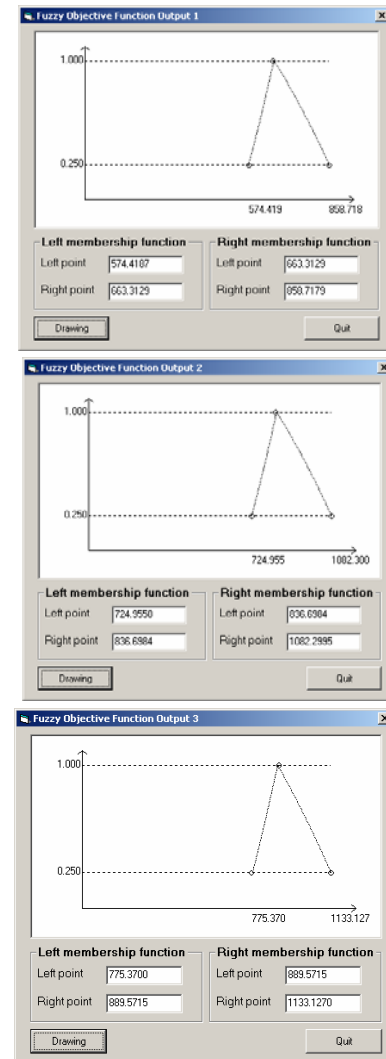 Fuzzy Objective Function Output 1
1.000
0.250
574.419 858.718
Left membership function Right membership function
Left point 574.4187 Left point 663.3129
Right point 663.3129 Right point 858.7179
Drawing Quit
Fuzzy Objective Function Output 2
1.000
0.250
724.955 1082.300
Left membership function Right membership function
Left point 724.9550 Left point 836.6984
Right point 836.6984 Right point 1082.2995
Drawing Quit
Fuzzy Objective Function Output 3
1.000
0.250
775.370 1133.127
Left membership function Right membership function
Left point 775.3700 Left point 889.5715
Right point 889.5715 Right point 1133.1270
Drawing Quit